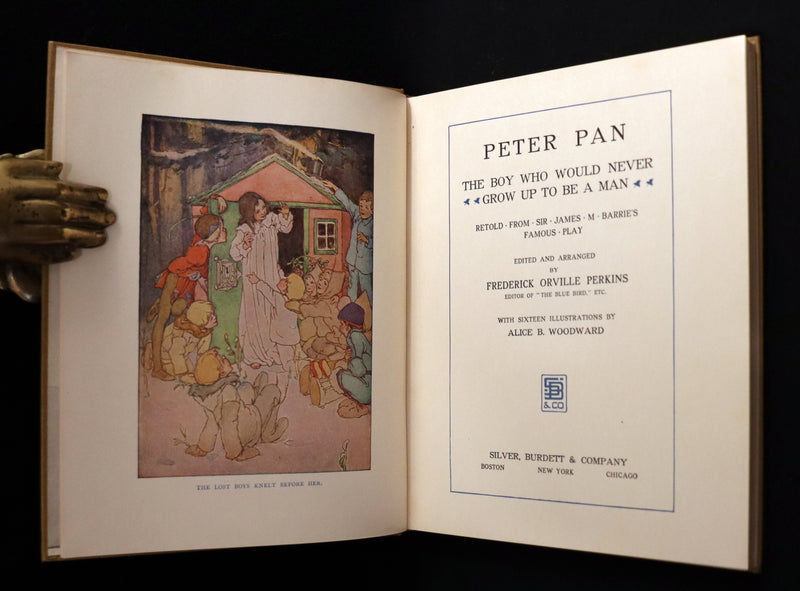 THE LOST BOYS KNELT BEFORE HER.
PETER PAN
THE BOY WHO WOULD NEVER
GROW UP TO BE A MAN
RETOLD · FROM · SIR · JAMES · M · BARRIE'S
FAMOUS · PLAY
EDITED AND ARRANGED
BY
FREDERICK ORVILLE PERKINS
EDITOR OF "THE BLUE BIRD," ETC.
WITH SIXTEEN ILLUSTRATIONS BY
ALICE B. WOODWARD
SB
& CO
SILVER, BURDETT & COMPANY
BOSTON NEW YORK CHICAGO